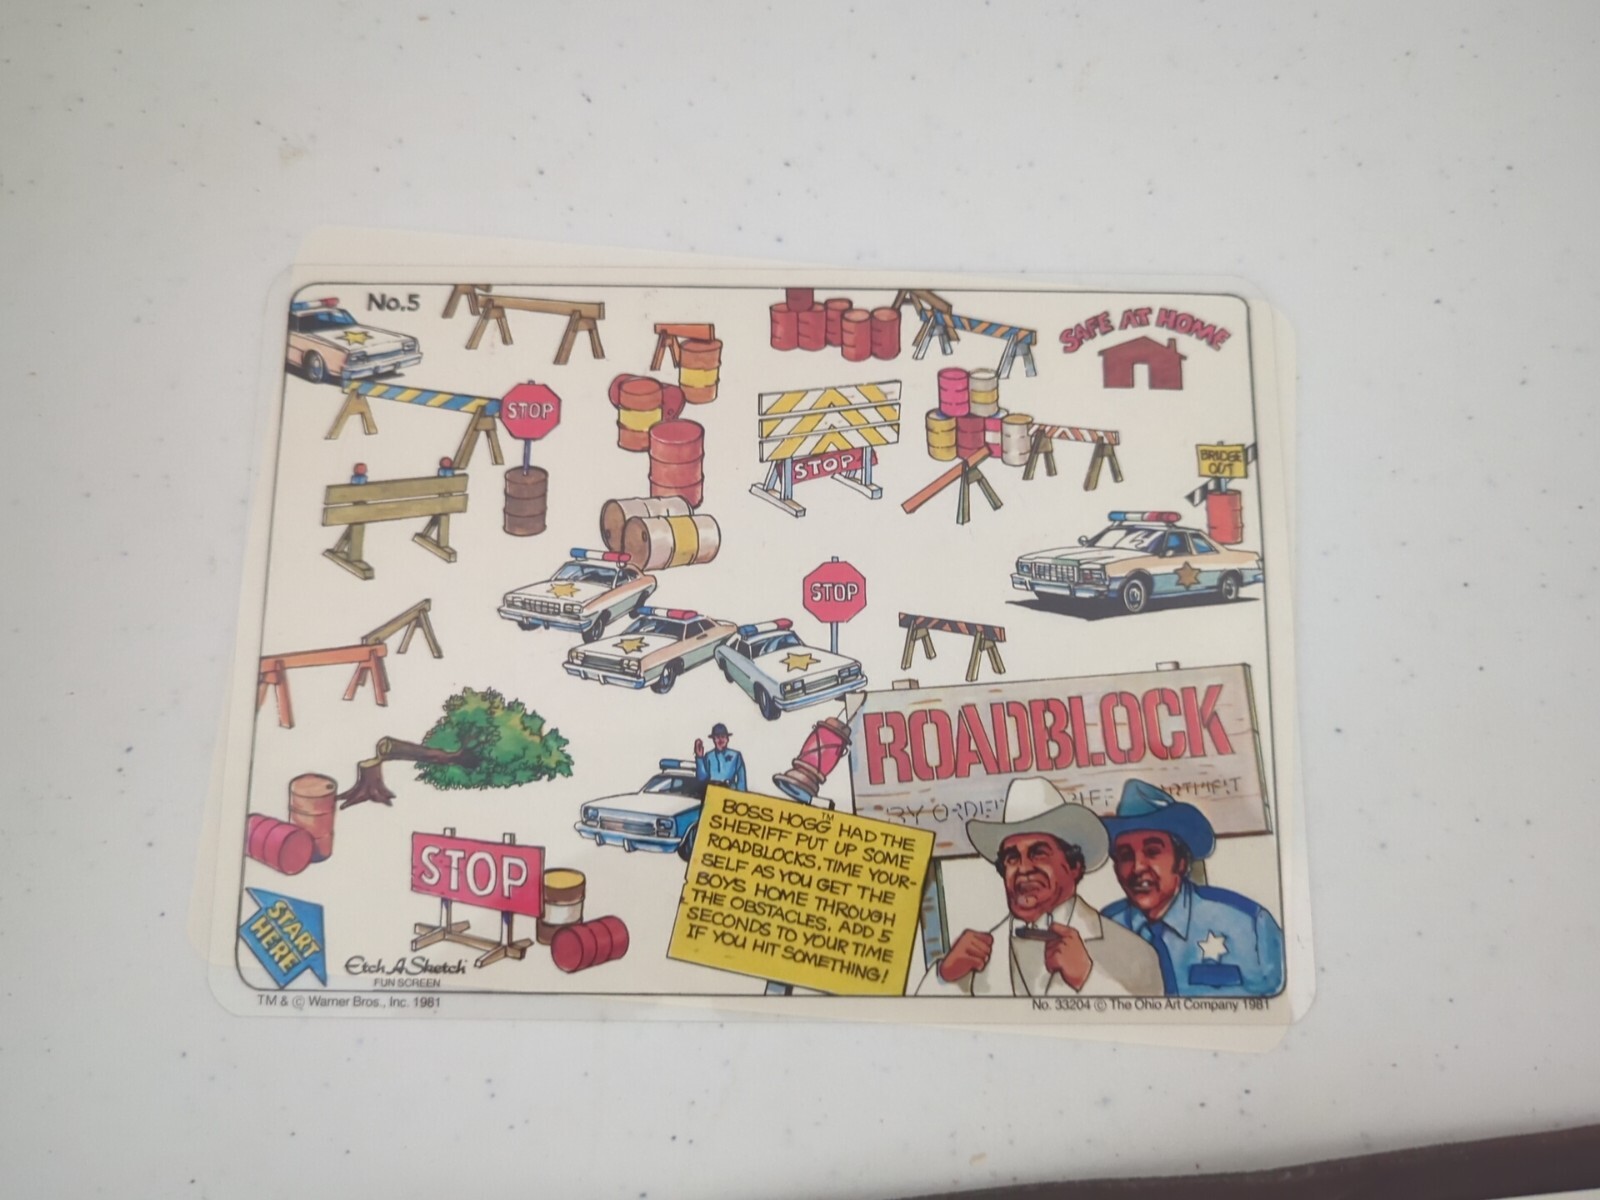 No.5
SAFE AT HOME
STOP
STOP
BRIDGE
OUT
STOP
ROADBLOCK
BY ORDER
BOSS HOGG™ HAD THE
SHERIFF PUT UP SOME
ROADBLOCKS. TIME YOUR-
SELF AS YOU GET THE
BOYS HOME THROUGH
THE OBSTACLES. ADD 5
SECONDS TO YOUR TIME
IF YOU HIT SOMETHING!
STOP
START
HERE
Etch A Sketch
FUN SCREEN
TM & © Warner Bros., Inc. 1981
No. 33204 © The Ohio Art Company 1981